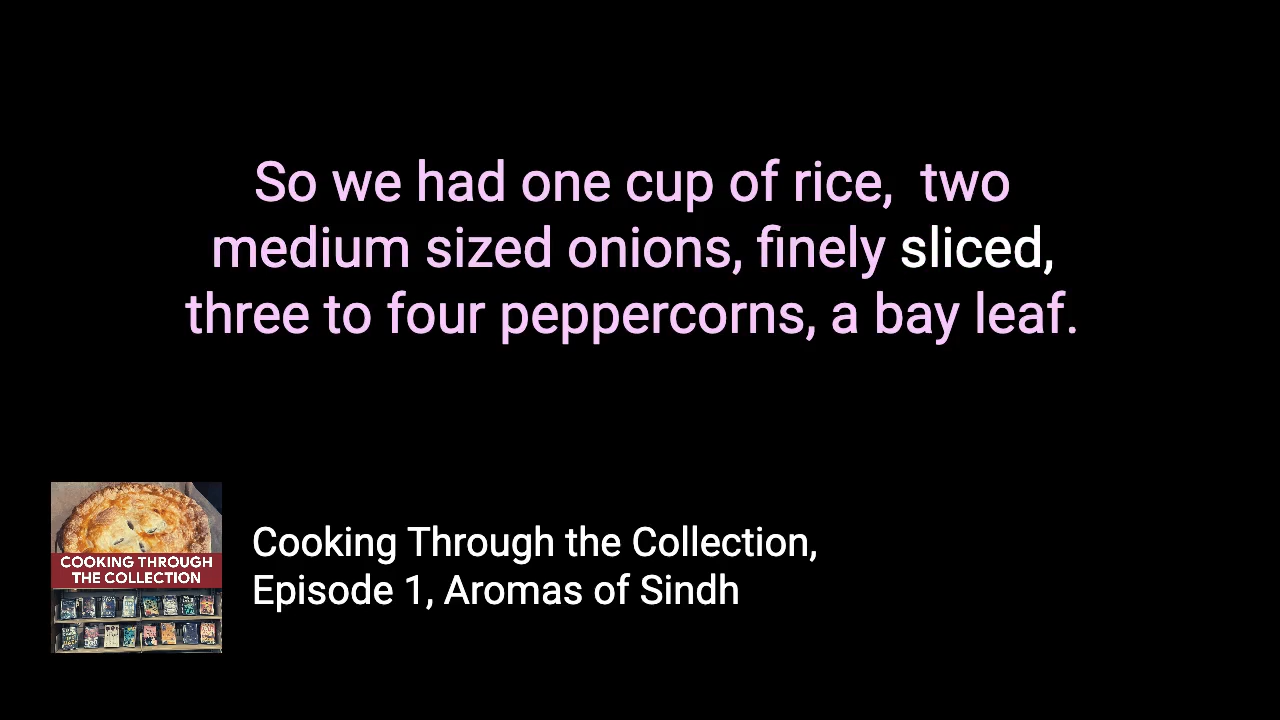 So we had one cup of rice,  two
medium sized onions, finely sliced,
three to four peppercorns, a bay leaf.
COOKING THROUGH
THE COLLECTION
Cooking Through the Collection,
Episode 1, Aromas of Sindh